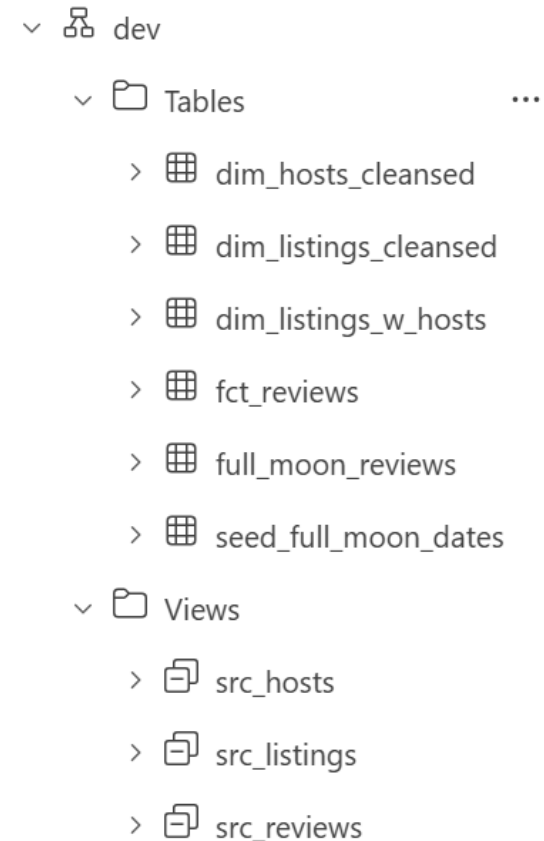 dev
Tables
dim_hosts_cleansed
dim_listings_cleansed
dim_listings_w_hosts
fct_reviews
full_moon_reviews
seed_full_moon_dates
Views
src_hosts
src_listings
src_reviews